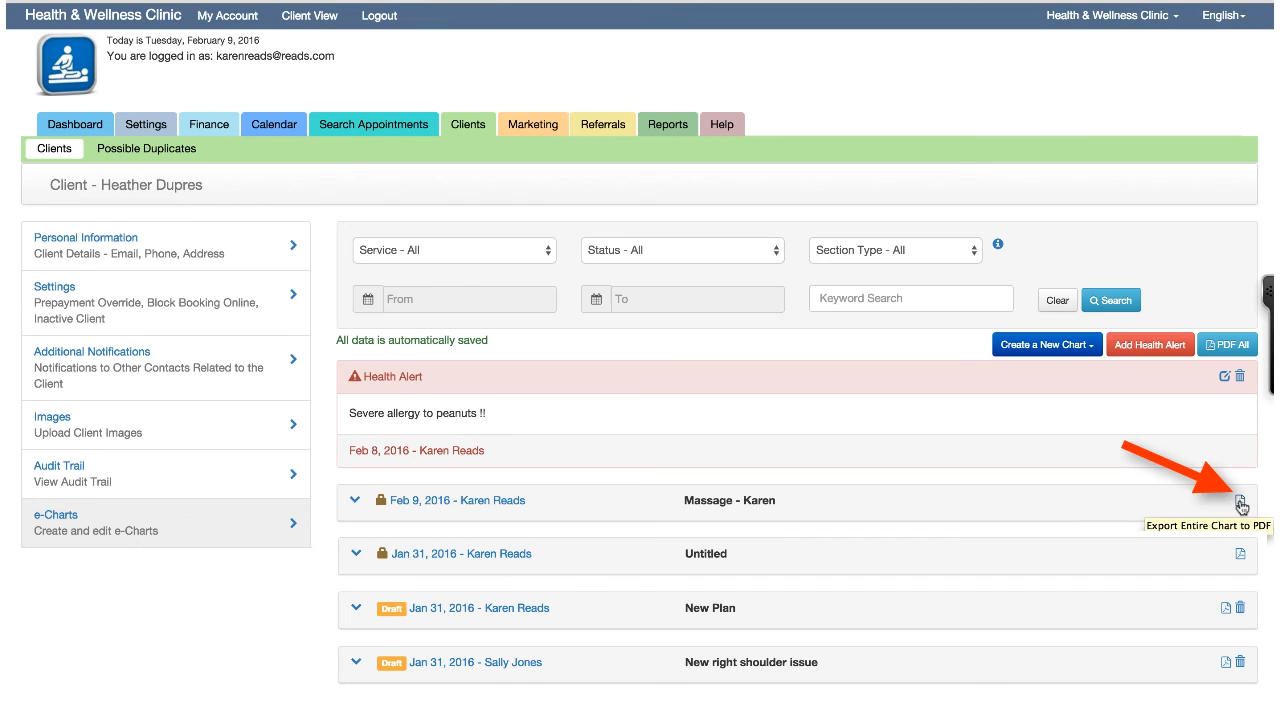 Health & Wellness Clinic My Account Client View Logout Health & Wellness Clinic English
Today is Tuesday, February 9, 2016
You are logged in as: karenreads@reads.com
Dashboard Settings Finance Calendar Search Appointments Clients Marketing Referrals Reports Help
Clients Possible Duplicates
Client - Heather Dupres
Personal Information
Client Details - Email, Phone, Address
Settings
Prepayment Override, Block Booking Online,
Inactive Client
Additional Notifications
Notifications to Other Contacts Related to the
Client
Images
Upload Client Images
Audit Trail
View Audit Trail
e-Charts
Create and edit e-Charts
Service - All Status - All Section Type - All
From To Keyword Search Clear Search
All data is automatically saved
Create a New Chart Add Health Alert PDF All
Health Alert
Severe allergy to peanuts !!
Feb 8, 2016 - Karen Reads
Feb 9, 2016 - Karen Reads Massage - Karen
Export Entire Chart to PDF
Jan 31, 2016 - Karen Reads Untitled
Draft Jan 31, 2016 - Karen Reads New Plan
Draft Jan 31, 2016 - Sally Jones New right shoulder issue